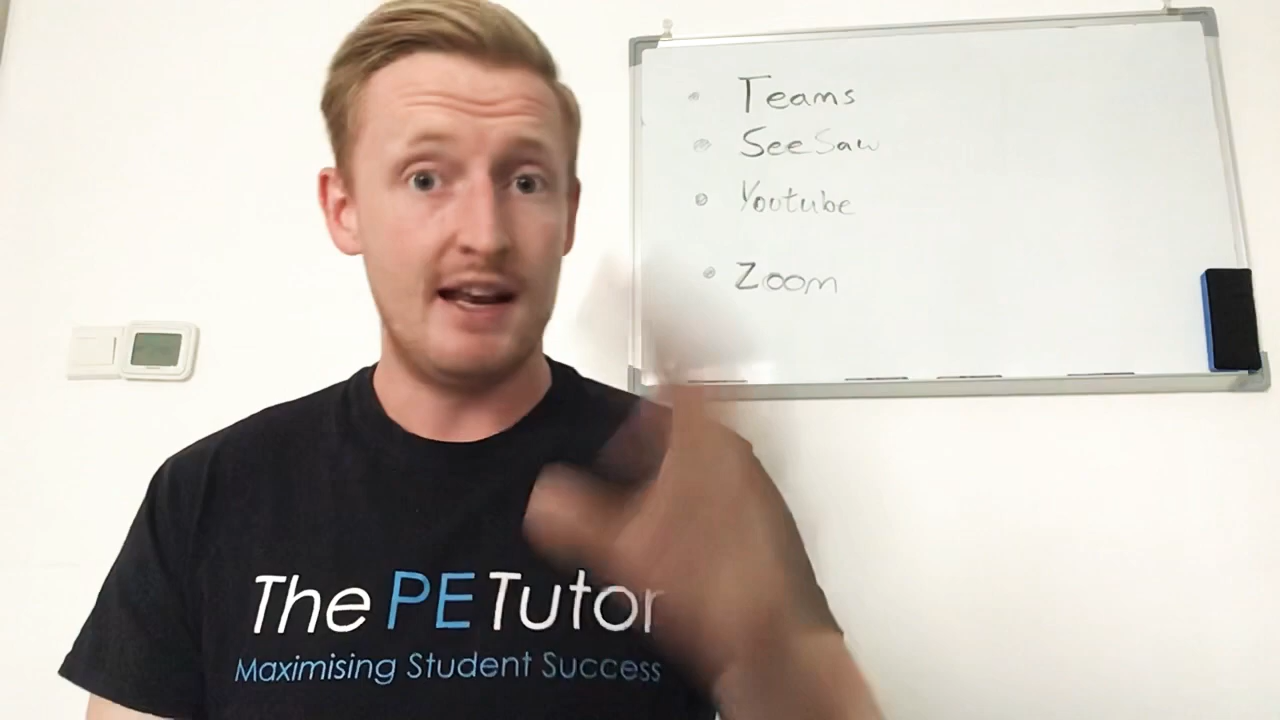 Teams
SeeSaw
Youtube
Zoom
The PE Tutor
Maximising Student Success